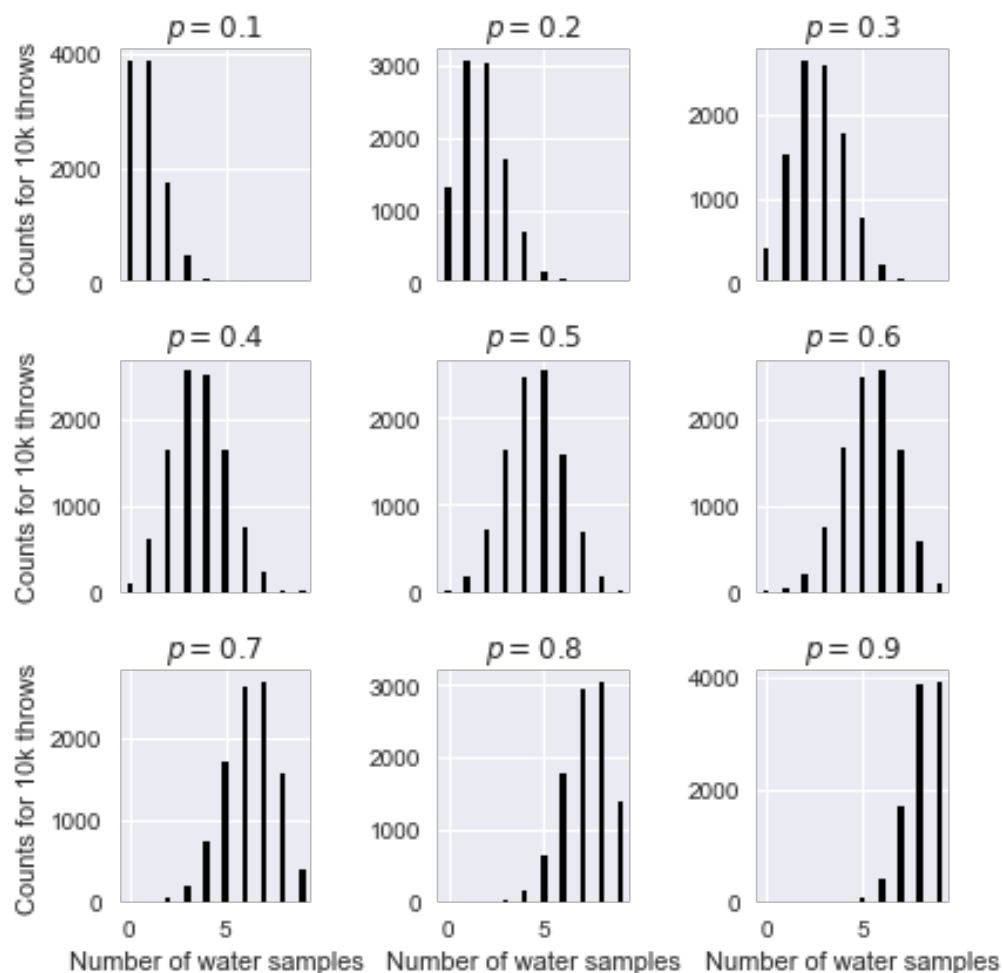 p = 0.1
p = 0.2
p = 0.3
Counts for 10k throws
4000
2000
0
3000
2000
1000
0
2000
1000
0
p = 0.4
p = 0.5
p = 0.6
Counts for 10k throws
2000
1000
0
2000
1000
0
2000
1000
0
p = 0.7
p = 0.8
p = 0.9
Counts for 10k throws
2000
1000
0
3000
2000
1000
0
4000
2000
0
0 5
0 5
0 5
Number of water samples
Number of water samples
Number of water samples